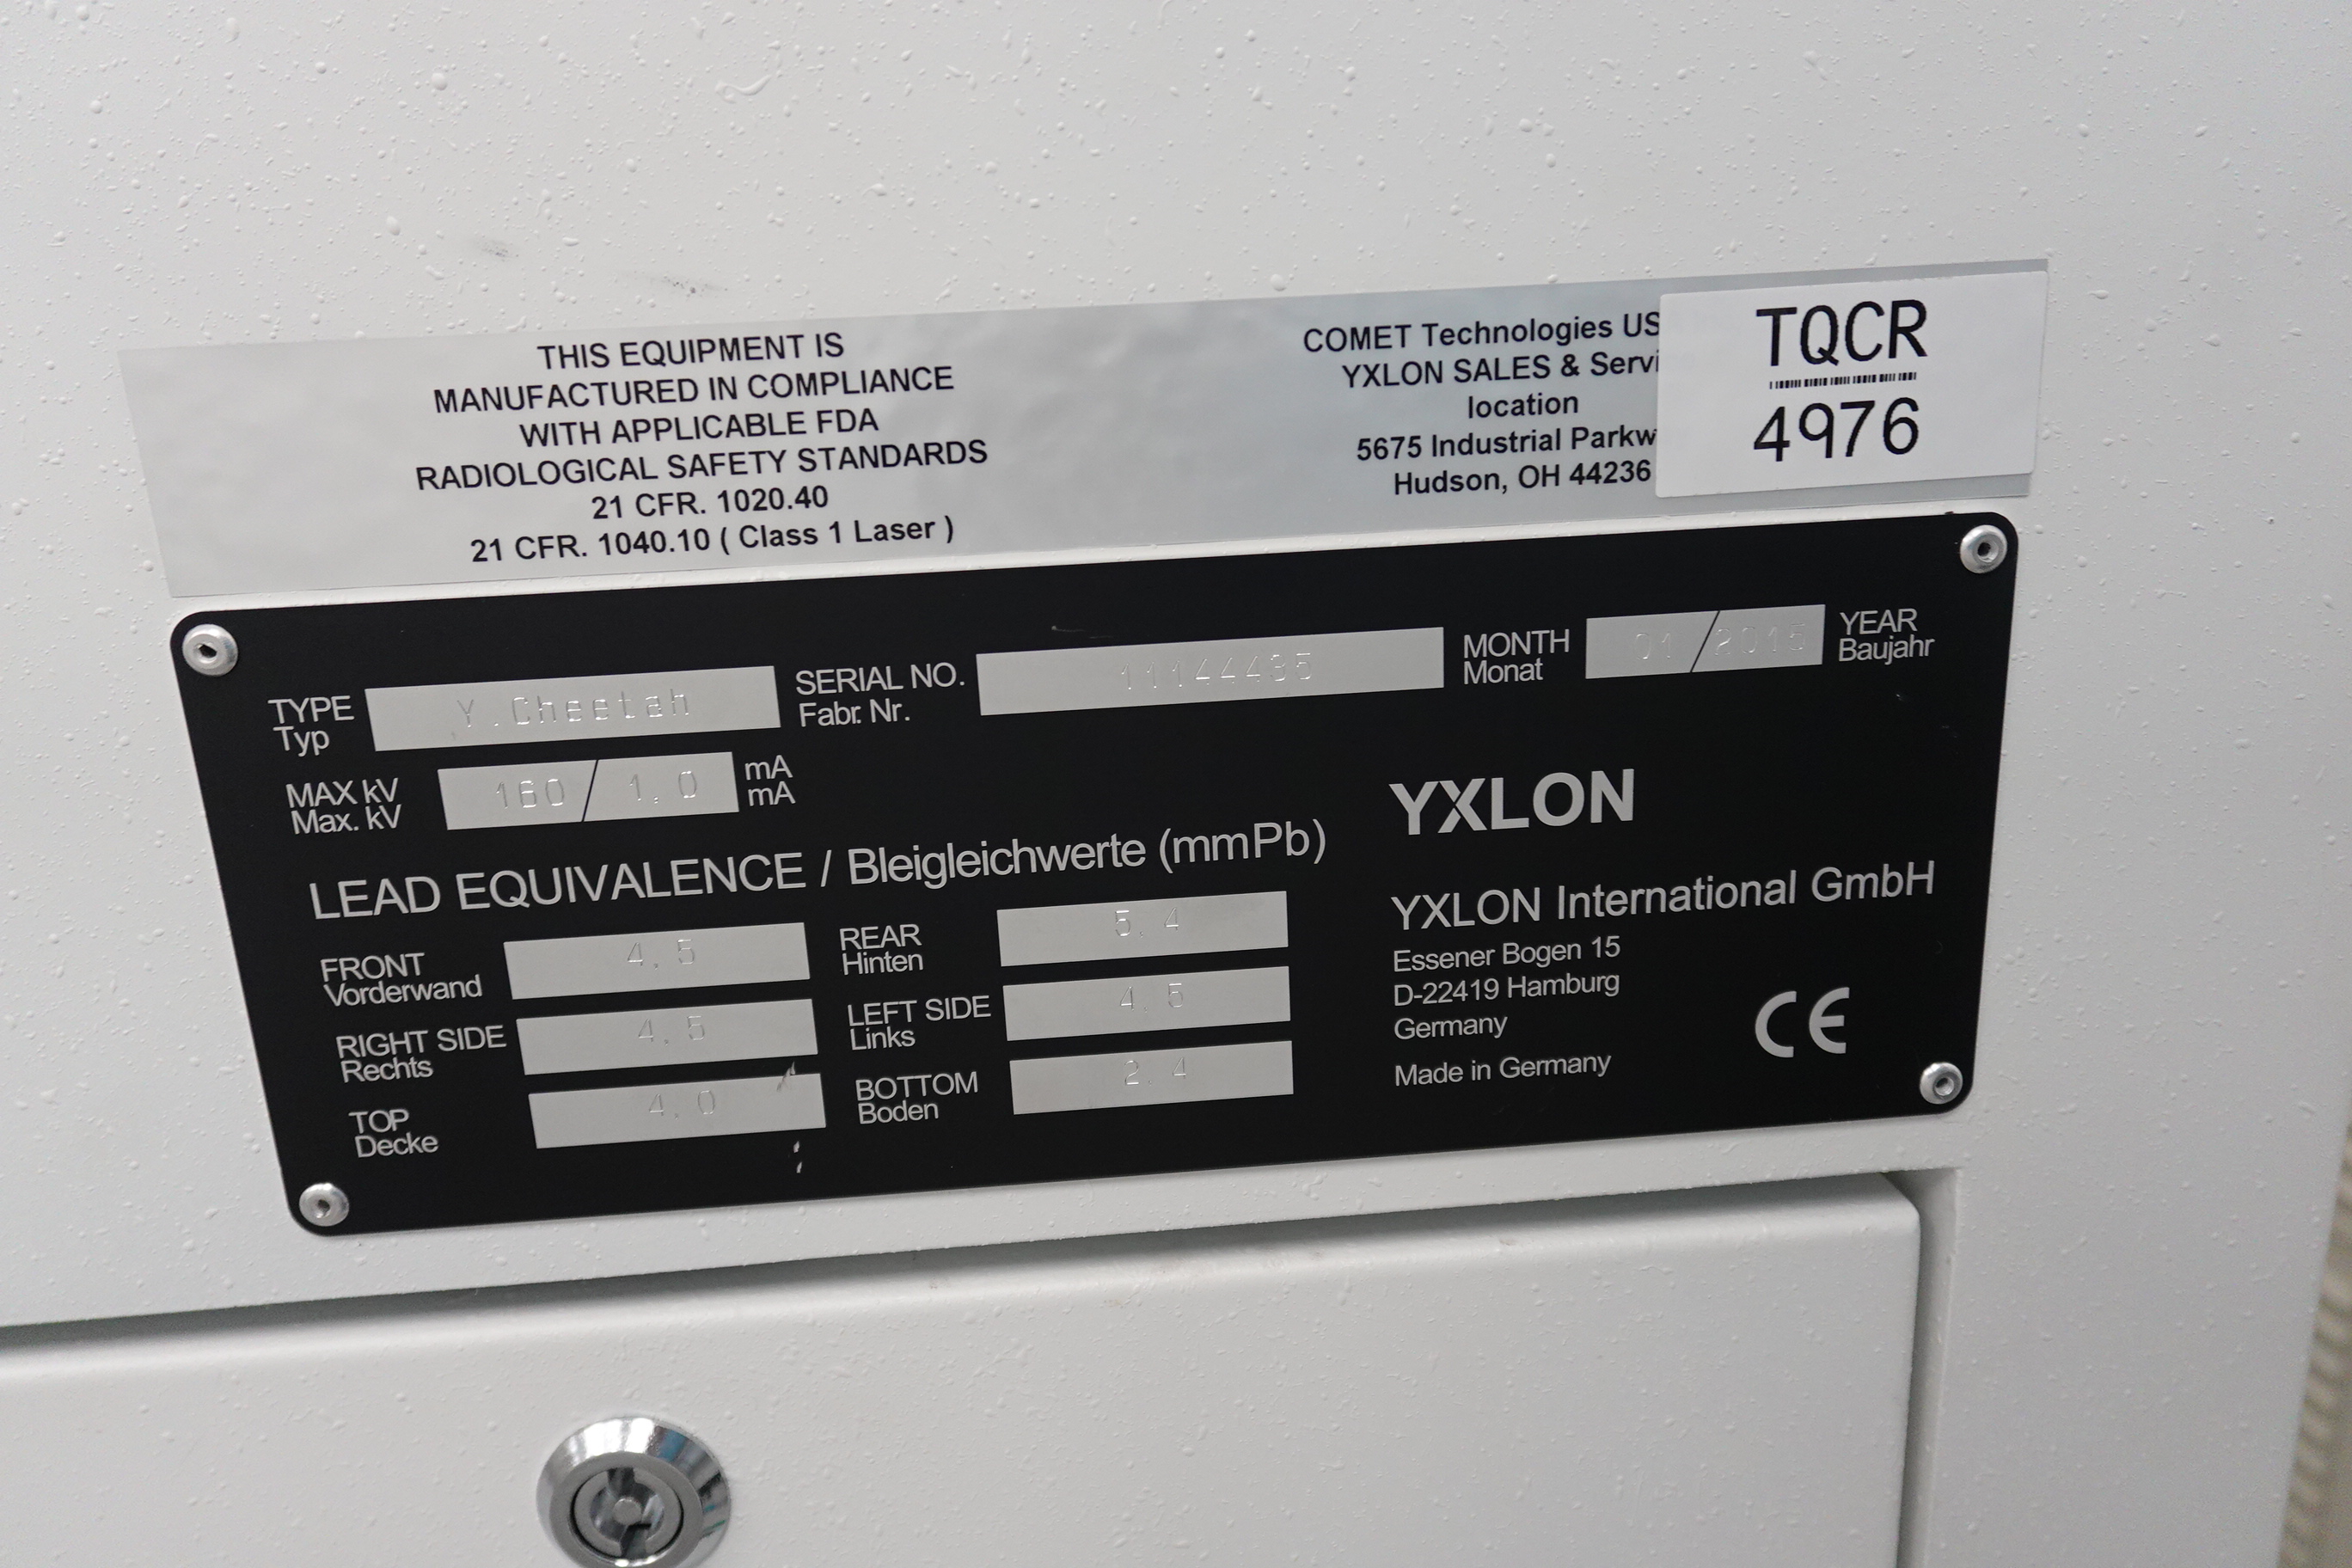 THIS EQUIPMENT IS
MANUFACTURED IN COMPLIANCE
WITH APPLICABLE FDA
RADIOLOGICAL SAFETY STANDARDS
21 CFR. 1020.40
21 CFR. 1040.10 ( Class 1 Laser )
COMET Technologies US
YXLON SALES & Servi
location
5675 Industrial Parkw
Hudson, OH 44236
TQCR
4976
TYPE
Typ
Y.Cheetah
SERIAL NO.
Fabr. Nr.
11144435
MONTH
Monat
01 / 2015
YEAR
Baujahr
MAX kV
Max. kV
160 / 1.0
mA
mA
LEAD EQUIVALENCE / Bleigleichwerte (mmPb)
FRONT
Vorderwand
4.5
REAR
Hinten
5.4
RIGHT SIDE
Rechts
4.5
LEFT SIDE
Links
4.5
TOP
Decke
4.0
BOTTOM
Boden
2.4
YXLON
YXLON International GmbH
Essener Bogen 15
D-22419 Hamburg
Germany
Made in Germany
CE